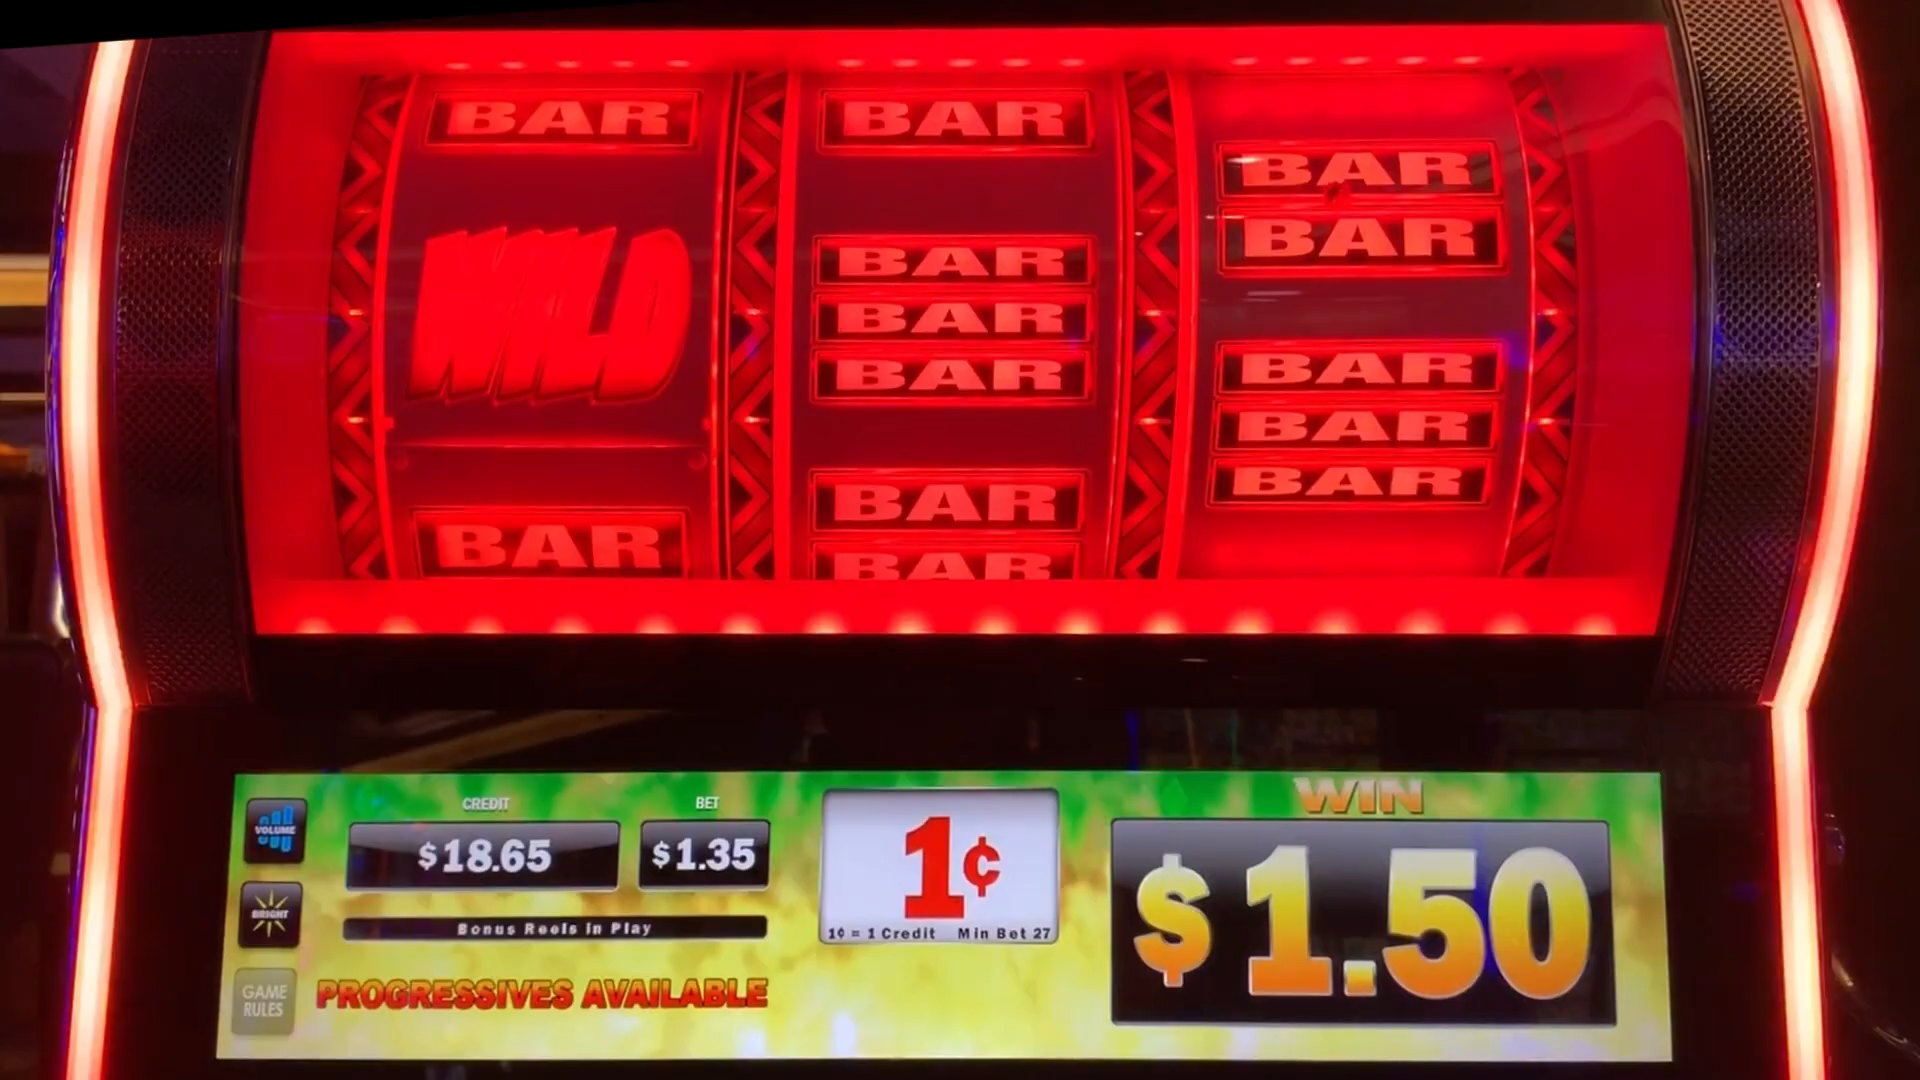 BAR BAR BAR
BAR
WILD BAR
BAR
BAR
BAR
BAR
BAR
BAR
BAR
BAR
BAR
VOLUME
CREDIT
$18.65
BET
$1.35
1¢
1¢ = 1 Credit Min Bet 27
WIN
$1.50
BRIGHT
Bonus Reels in Play
GAME
RULES
PROGRESSIVES AVAILABLE